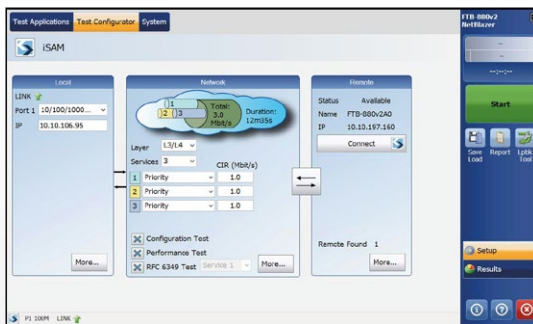 Test Applications Test Configurator System
FTB-880v2
NetBlazer
iSAM
--:--:--
Start
Save
Load
Report
Lpbk
Tool
Setup
Results
Local
LINK
Port 1 10/100/1000...
IP 10.10.106.95
More...
Network
1
2 3
Total:
3.0
Mbit/s
Duration:
12m35s
Layer L3/L4
Services 3
CIR (Mbit/s)
1 Priority 1.0
2 Priority 1.0
3 Priority 1.0
Configuration Test
Performance Test
RFC 6349 Test Service 1 More...
Remote
Status Available
Name FTB-880v2A0
IP 10.10.197.160
Connect
Remote Found 1
More...
P1 100M LINK